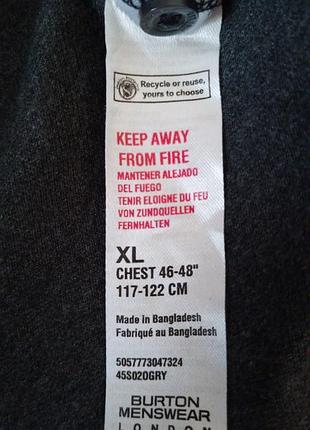 Recycle or reuse,
yours to choose
KEEP AWAY
FROM FIRE
MANTENER ALEJADO
DEL FUEGO
TENIR ELOIGNE DU FEU
VON ZUNDQUELLEN
FERNHALTEN
XL
CHEST 46-48"
117-122 CM
Made in Bangladesh
Fabriqué au Bangladesh
5057773047324
45S02OGRY
BURTON
MENSWEAR
LONDON